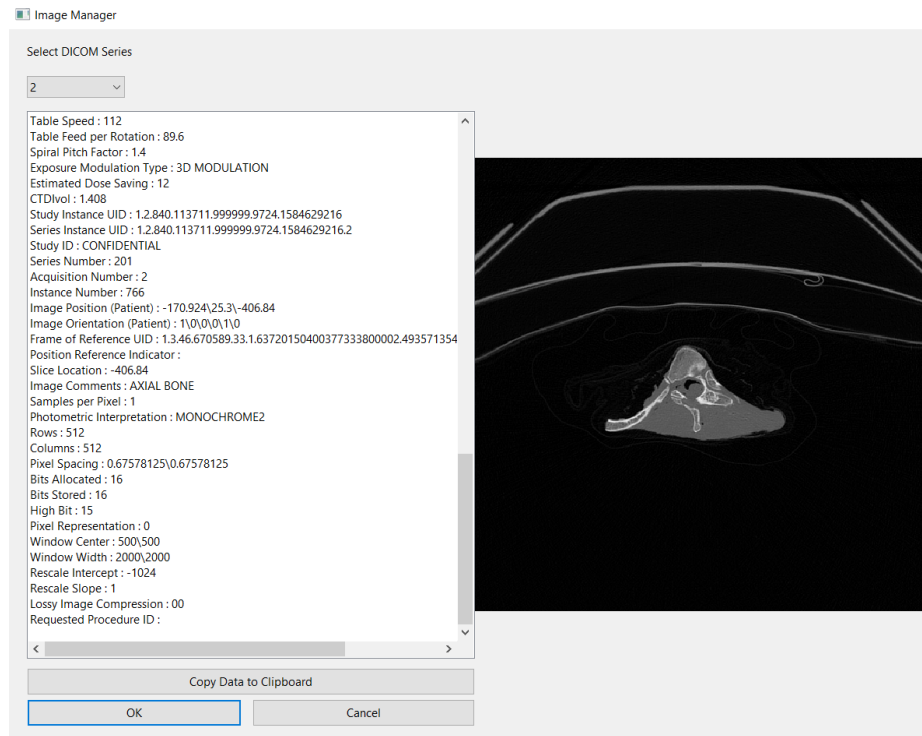 Image Manager
Select DICOM Series
2
Table Speed : 112
Table Feed per Rotation : 89.6
Spiral Pitch Factor : 1.4
Exposure Modulation Type : 3D MODULATION
Estimated Dose Saving : 12
CTDIvol : 1.408
Study Instance UID : 1.2.840.113711.999999.9724.1584629216
Series Instance UID : 1.2.840.113711.999999.9724.1584629216.2
Study ID : CONFIDENTIAL
Series Number : 201
Acquisition Number : 2
Instance Number : 766
Image Position (Patient) : -170.924\25.3\-406.84
Image Orientation (Patient) : 1\0\0\0\1\0
Frame of Reference UID : 1.3.46.670589.33.1.63720150400377333800002.493571354
Position Reference Indicator :
Slice Location : -406.84
Image Comments : AXIAL BONE
Samples per Pixel : 1
Photometric Interpretation : MONOCHROME2
Rows : 512
Columns : 512
Pixel Spacing : 0.67578125\0.67578125
Bits Allocated : 16
Bits Stored : 16
High Bit : 15
Pixel Representation : 0
Window Center : 500\500
Window Width : 2000\2000
Rescale Intercept : -1024
Rescale Slope : 1
Lossy Image Compression : 00
Requested Procedure ID :
Copy Data to Clipboard
OK
Cancel